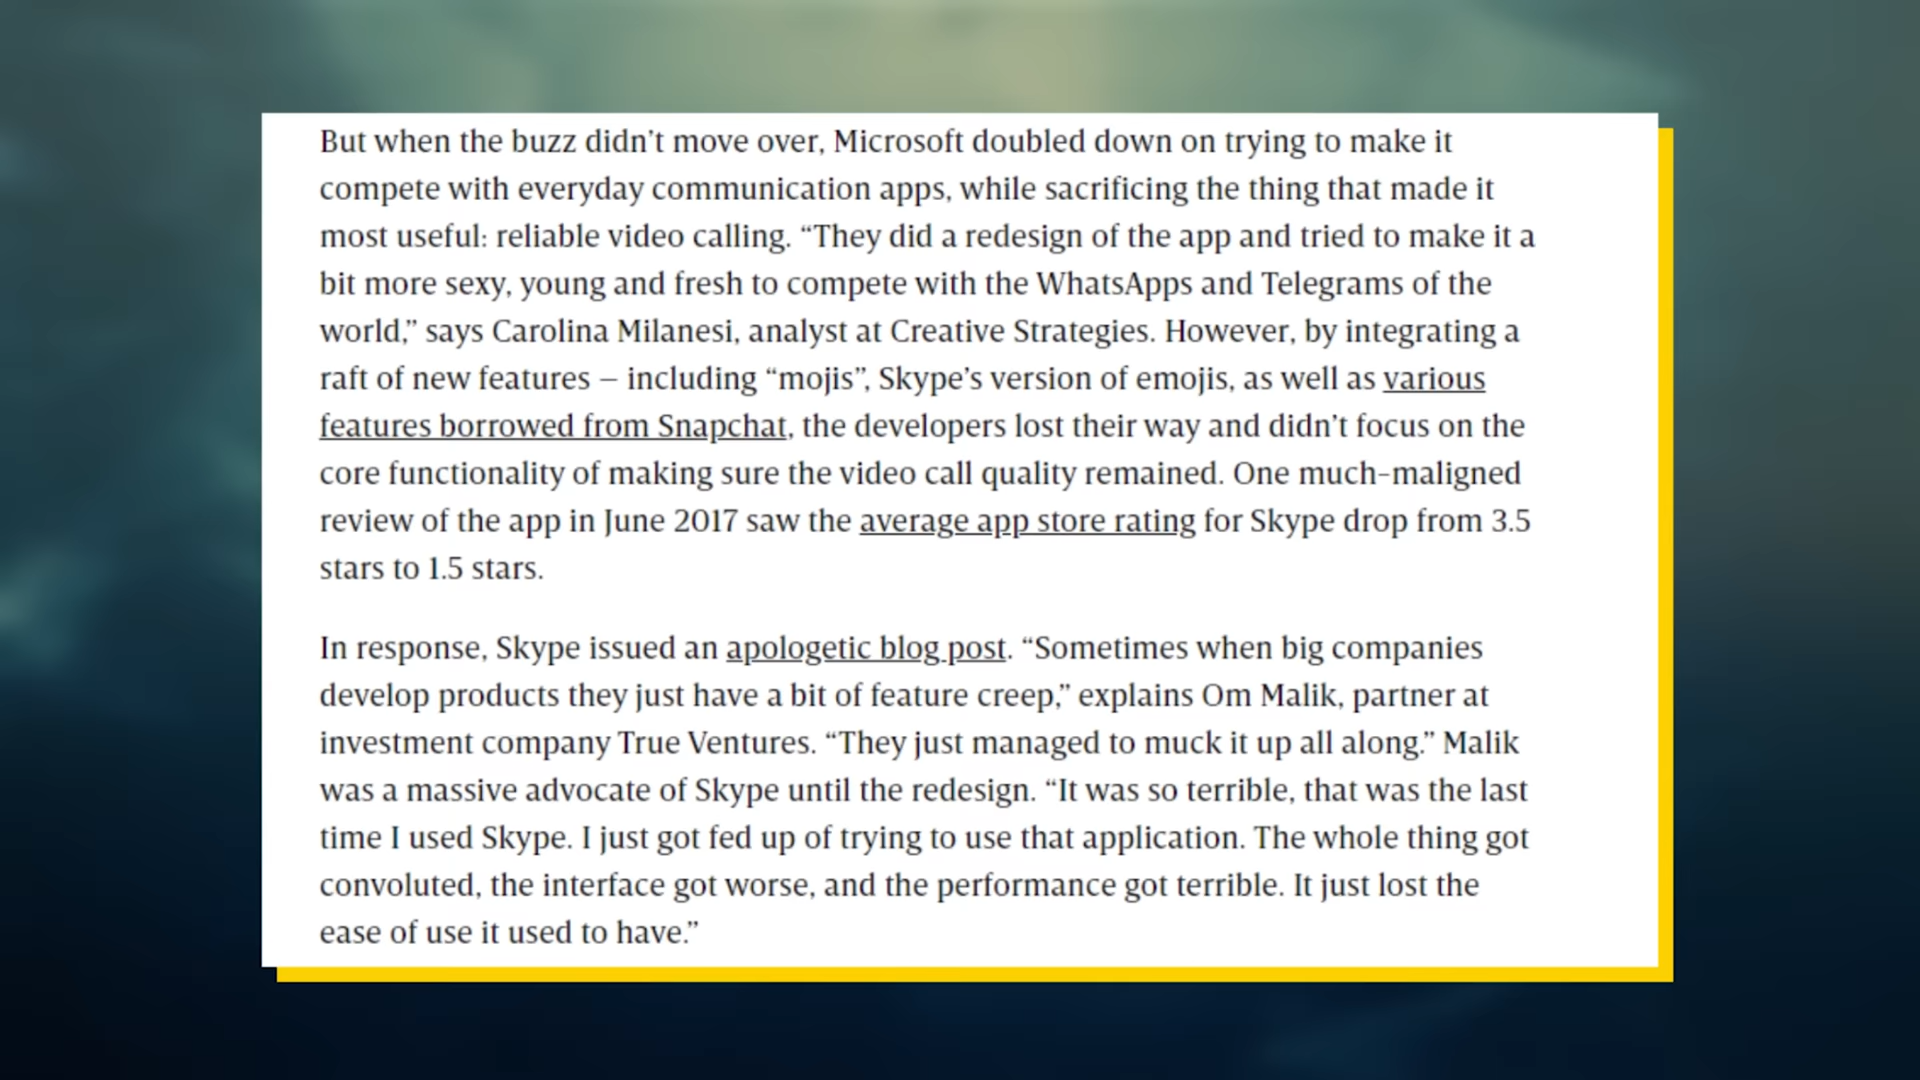 But when the buzz didn’t move over, Microsoft doubled down on trying to make it
compete with everyday communication apps, while sacrificing the thing that made it
most useful: reliable video calling. “They did a redesign of the app and tried to make it a
bit more sexy, young and fresh to compete with the WhatsApps and Telegrams of the
world,” says Carolina Milanesi, analyst at Creative Strategies. However, by integrating a
raft of new features – including “mojis”, Skype’s version of emojis, as well as various
features borrowed from Snapchat, the developers lost their way and didn’t focus on the
core functionality of making sure the video call quality remained. One much-maligned
review of the app in June 2017 saw the average app store rating for Skype drop from 3.5
stars to 1.5 stars.
In response, Skype issued an apologetic blog post. “Sometimes when big companies
develop products they just have a bit of feature creep,” explains Om Malik, partner at
investment company True Ventures. “They just managed to muck it up all along.” Malik
was a massive advocate of Skype until the redesign. “It was so terrible, that was the last
time I used Skype. I just got fed up of trying to use that application. The whole thing got
convoluted, the interface got worse, and the performance got terrible. It just lost the
ease of use it used to have.”